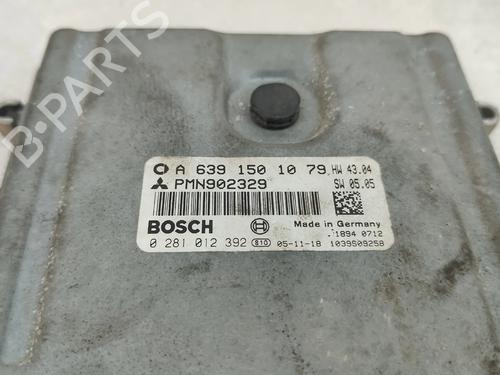 B-PARTS
A 639 150 10 79 HW 43.04
PMN902329 SW 05.05
BOSCH Made in Germany
.1894 0712
0 281 012 392 810 05-11-18 1039S09258